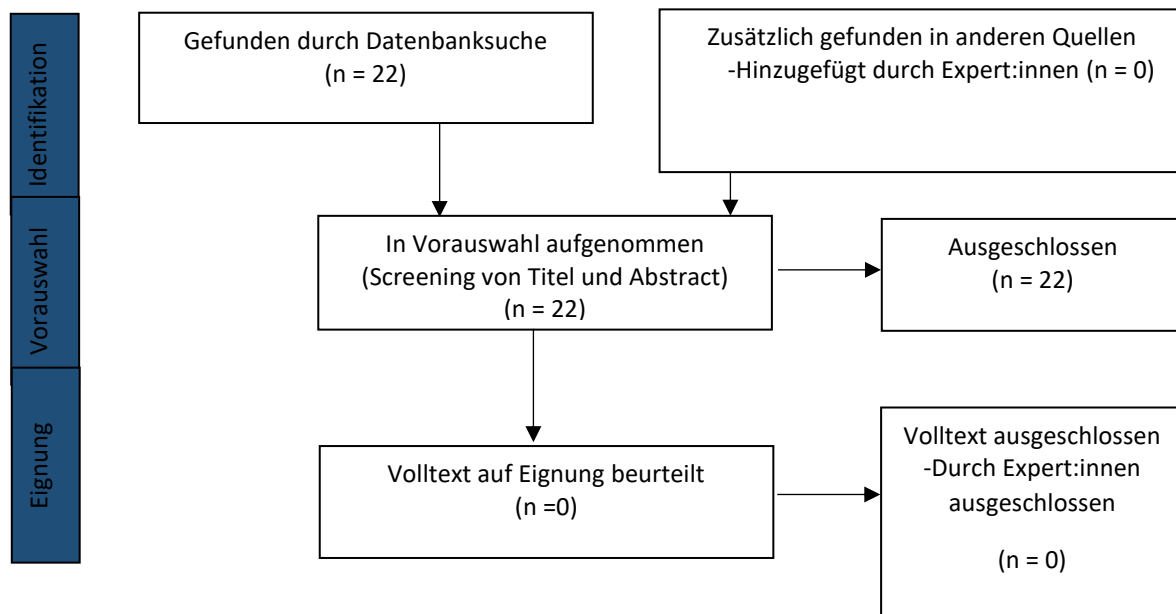 Identifikation
Gefunden durch Datenbanksuche
(n = 22)
Zusätzlich gefunden in anderen Quellen
-Hinzugefügt durch Expert:innen (n = 0)
Vorauswahl
In Vorauswahl aufgenommen
(Screening von Titel und Abstract)
(n = 22)
Ausgeschlossen
(n = 22)
Eignung
Volltext auf Eignung beurteilt
(n =0)
Volltext ausgeschlossen
-Durch Expert:innen
ausgeschlossen
(n = 0)